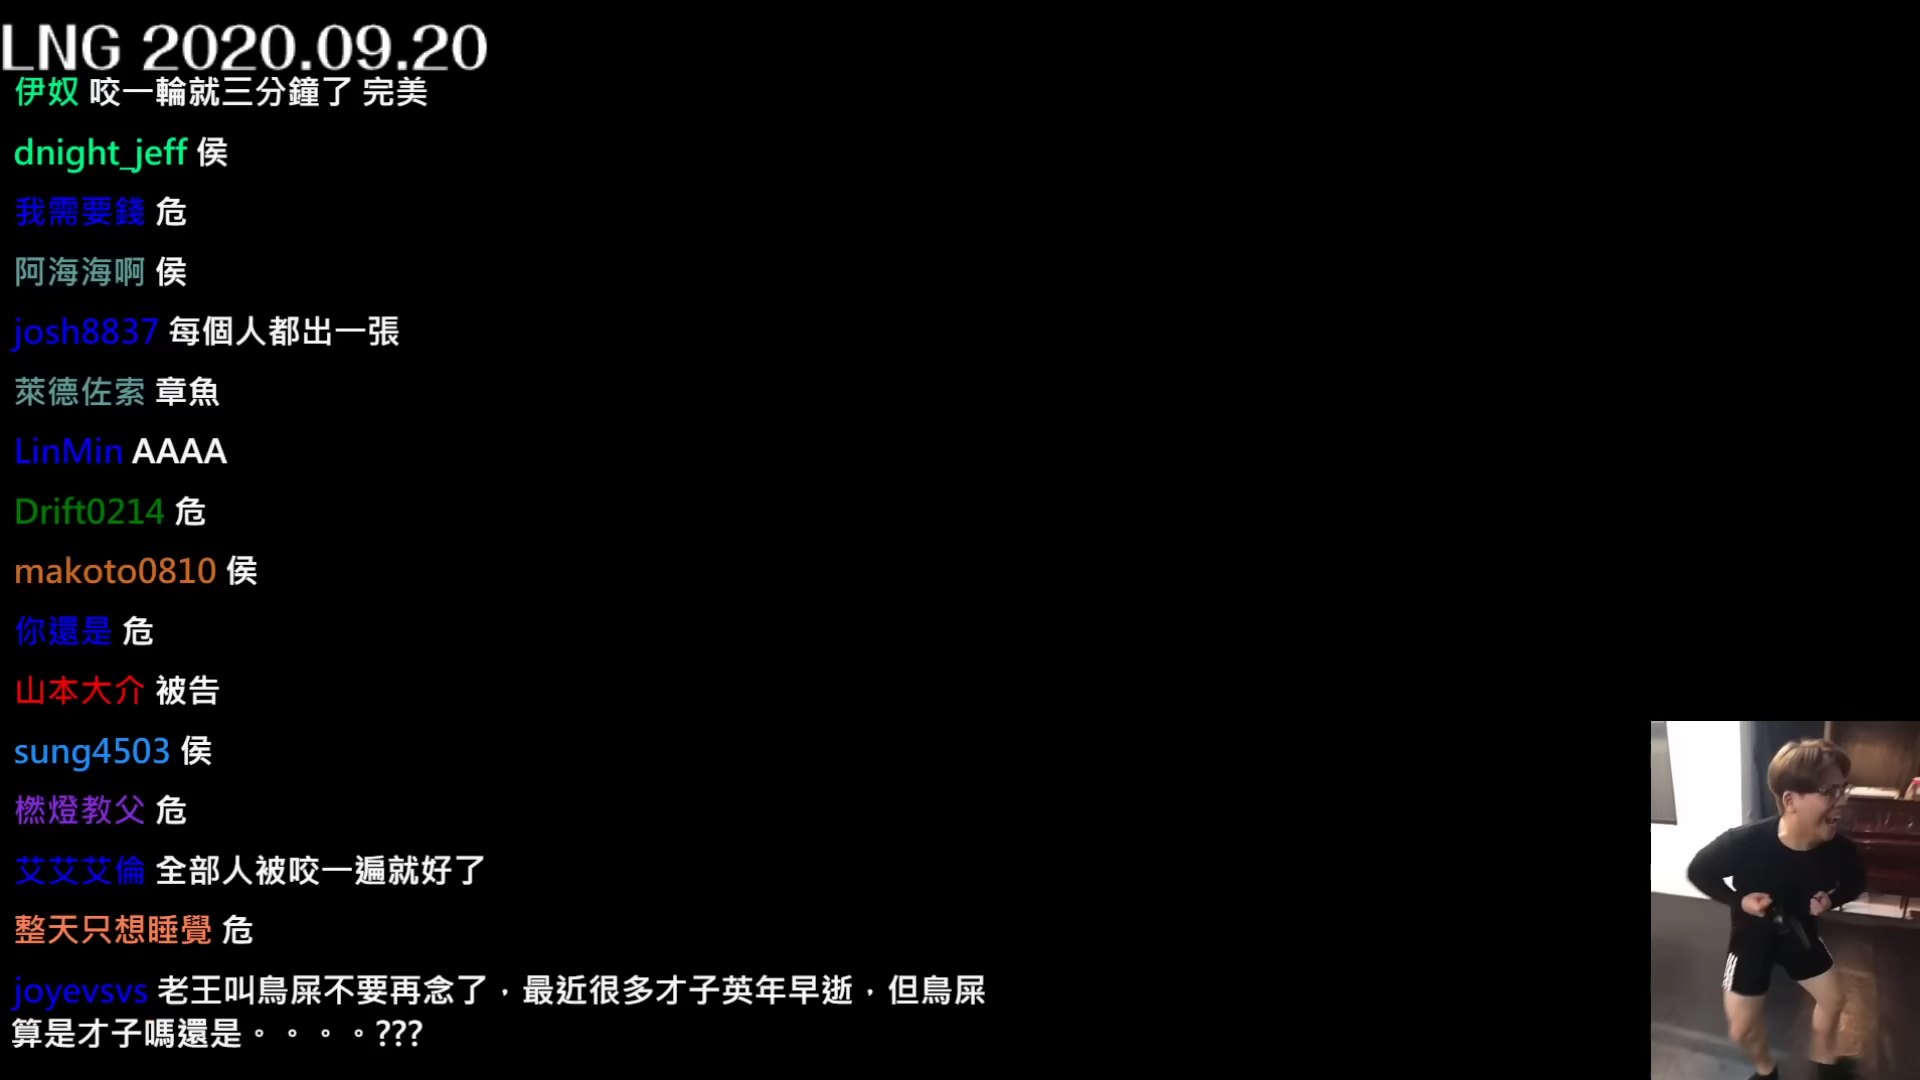 LNG 2020.09.20
伊奴 咬一輪就三分鐘了 完美
dnight_jeff 侯
我需要錢 危
阿海海啊 侯
josh8837 每個人都出一張
萊德佐索 章魚
LinMin AAAA
Drift0214 危
makoto0810 侯
你還是 危
山本大介 被告
sung4503 侯
橪燈教父 危
艾艾艾倫 全部人被咬一遍就好了
整天只想睡覺 危
joyevsvs 老王叫鳥屎不要再念了，最近很多才子英年早逝，但鳥屎
算是才子嗎還是。。。。???